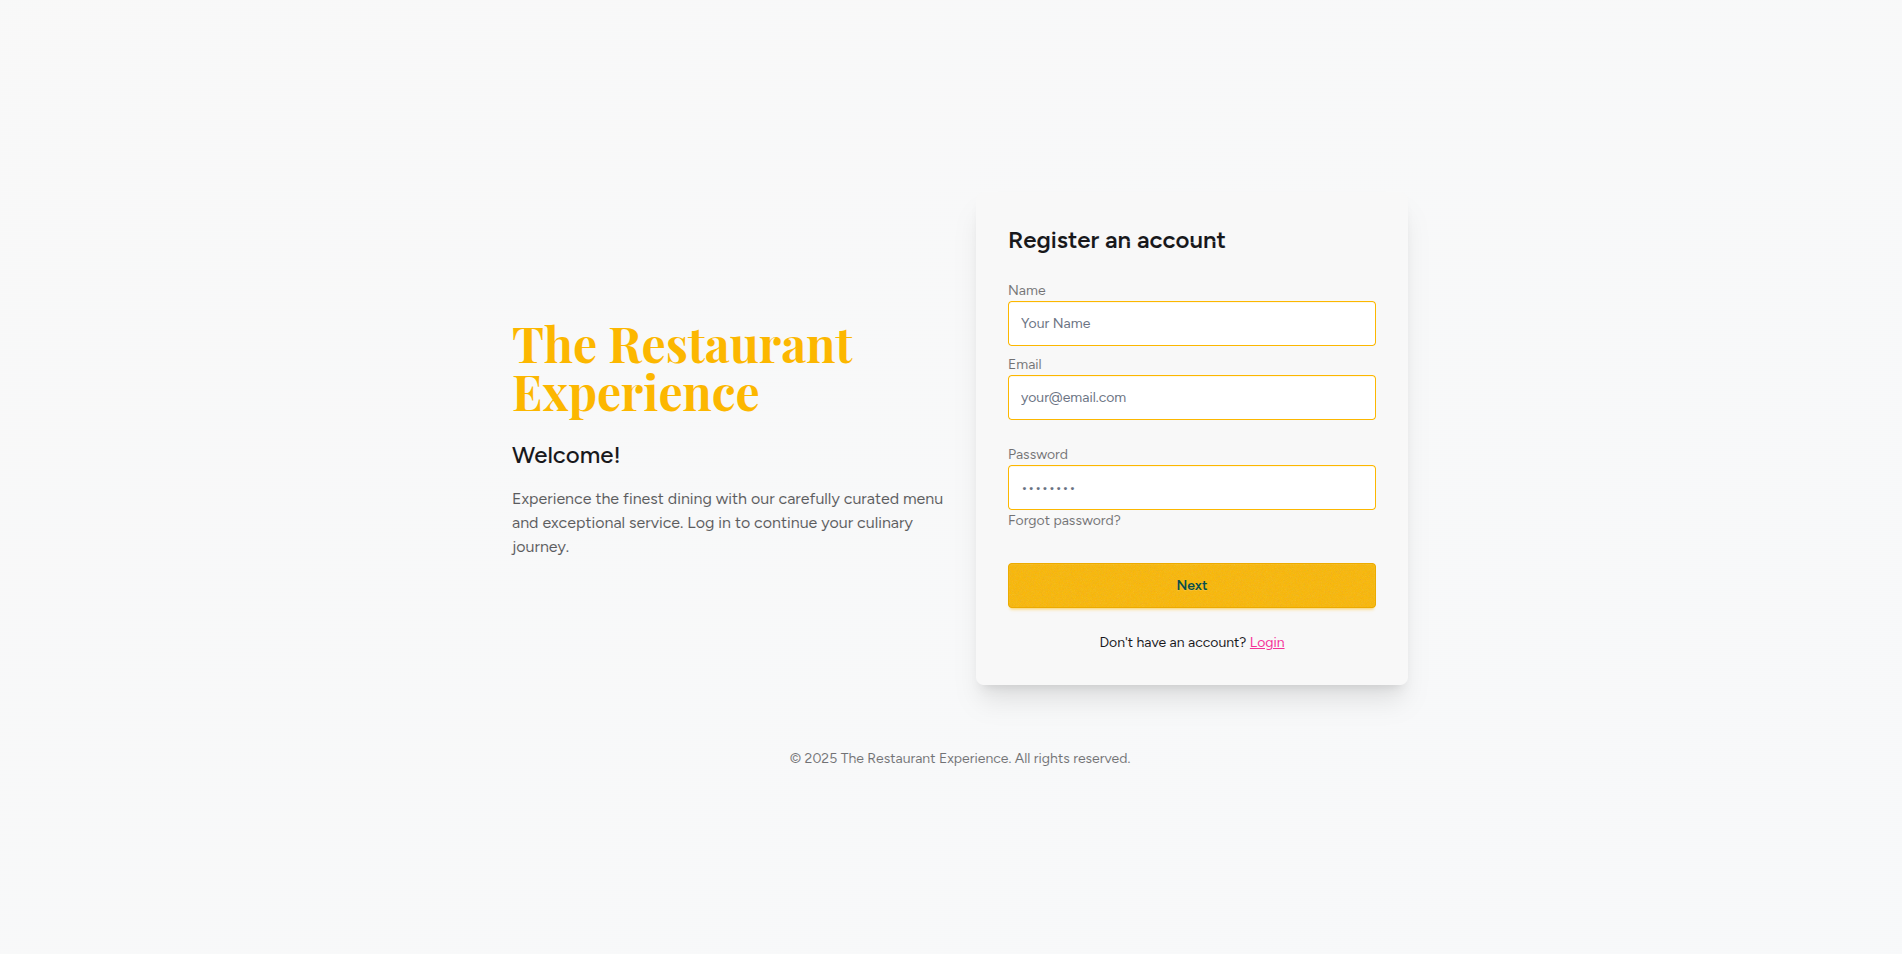 The Restaurant
Experience
Welcome!
Experience the finest dining with our carefully curated menu
and exceptional service. Log in to continue your culinary
journey.
Register an account
Name
Your Name
Email
your@email.com
Password
••••••••
Forgot password?
Next
Don't have an account? Login
© 2025 The Restaurant Experience. All rights reserved.